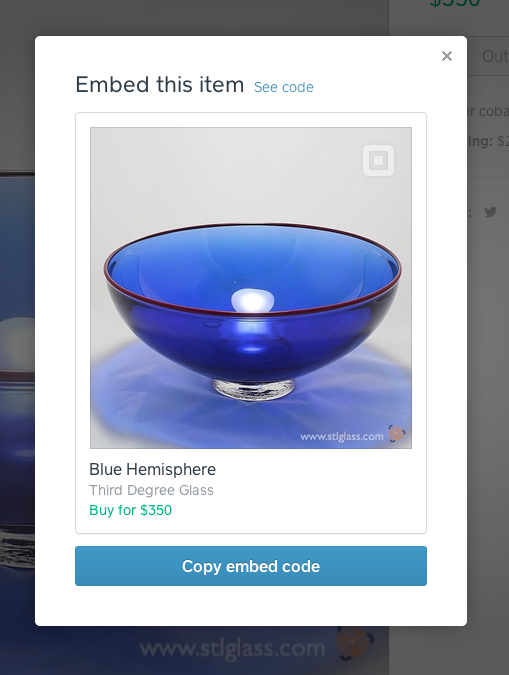 $350
×
Out
Embed this item See code
er coba
ing: $2
:
www.stlglass.com
Blue Hemisphere
Third Degree Glass
Buy for $350
Copy embed code
www.stlglass.com